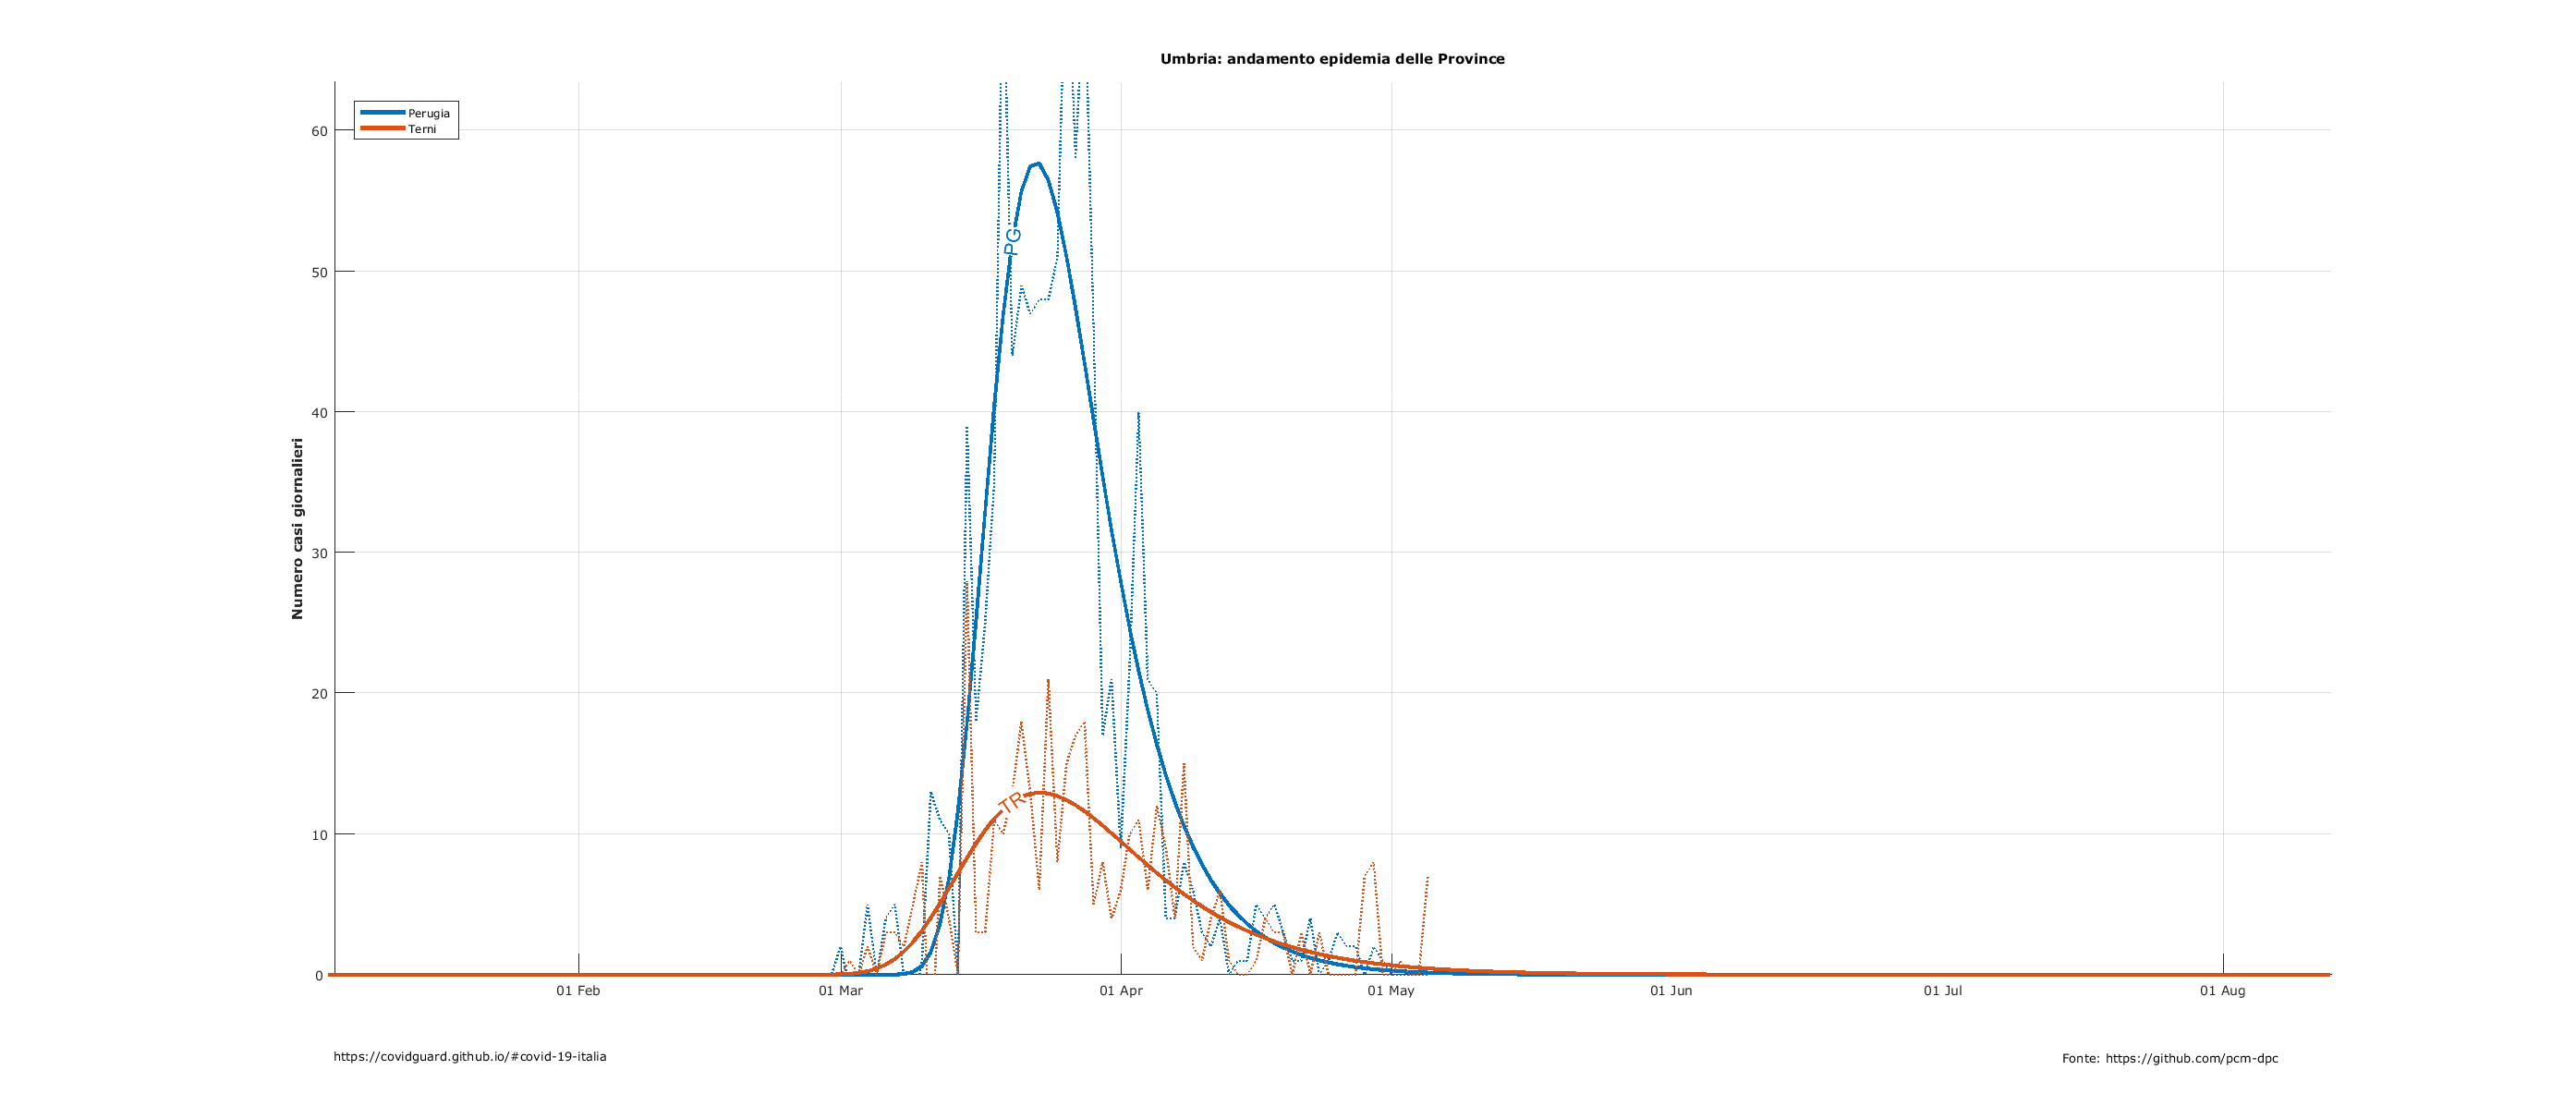 Umbria: andamento epidemia delle Province
Perugia
Terni
60
50
40
30
20
10
0
Numero casi giornalieri
PG
TR
01 Feb
01 Mar
01 Apr
01 May
01 Jun
01 Jul
01 Aug
https://covidguard.github.io/#covid-19-italia
Fonte: https://github.com/pcm-dpc